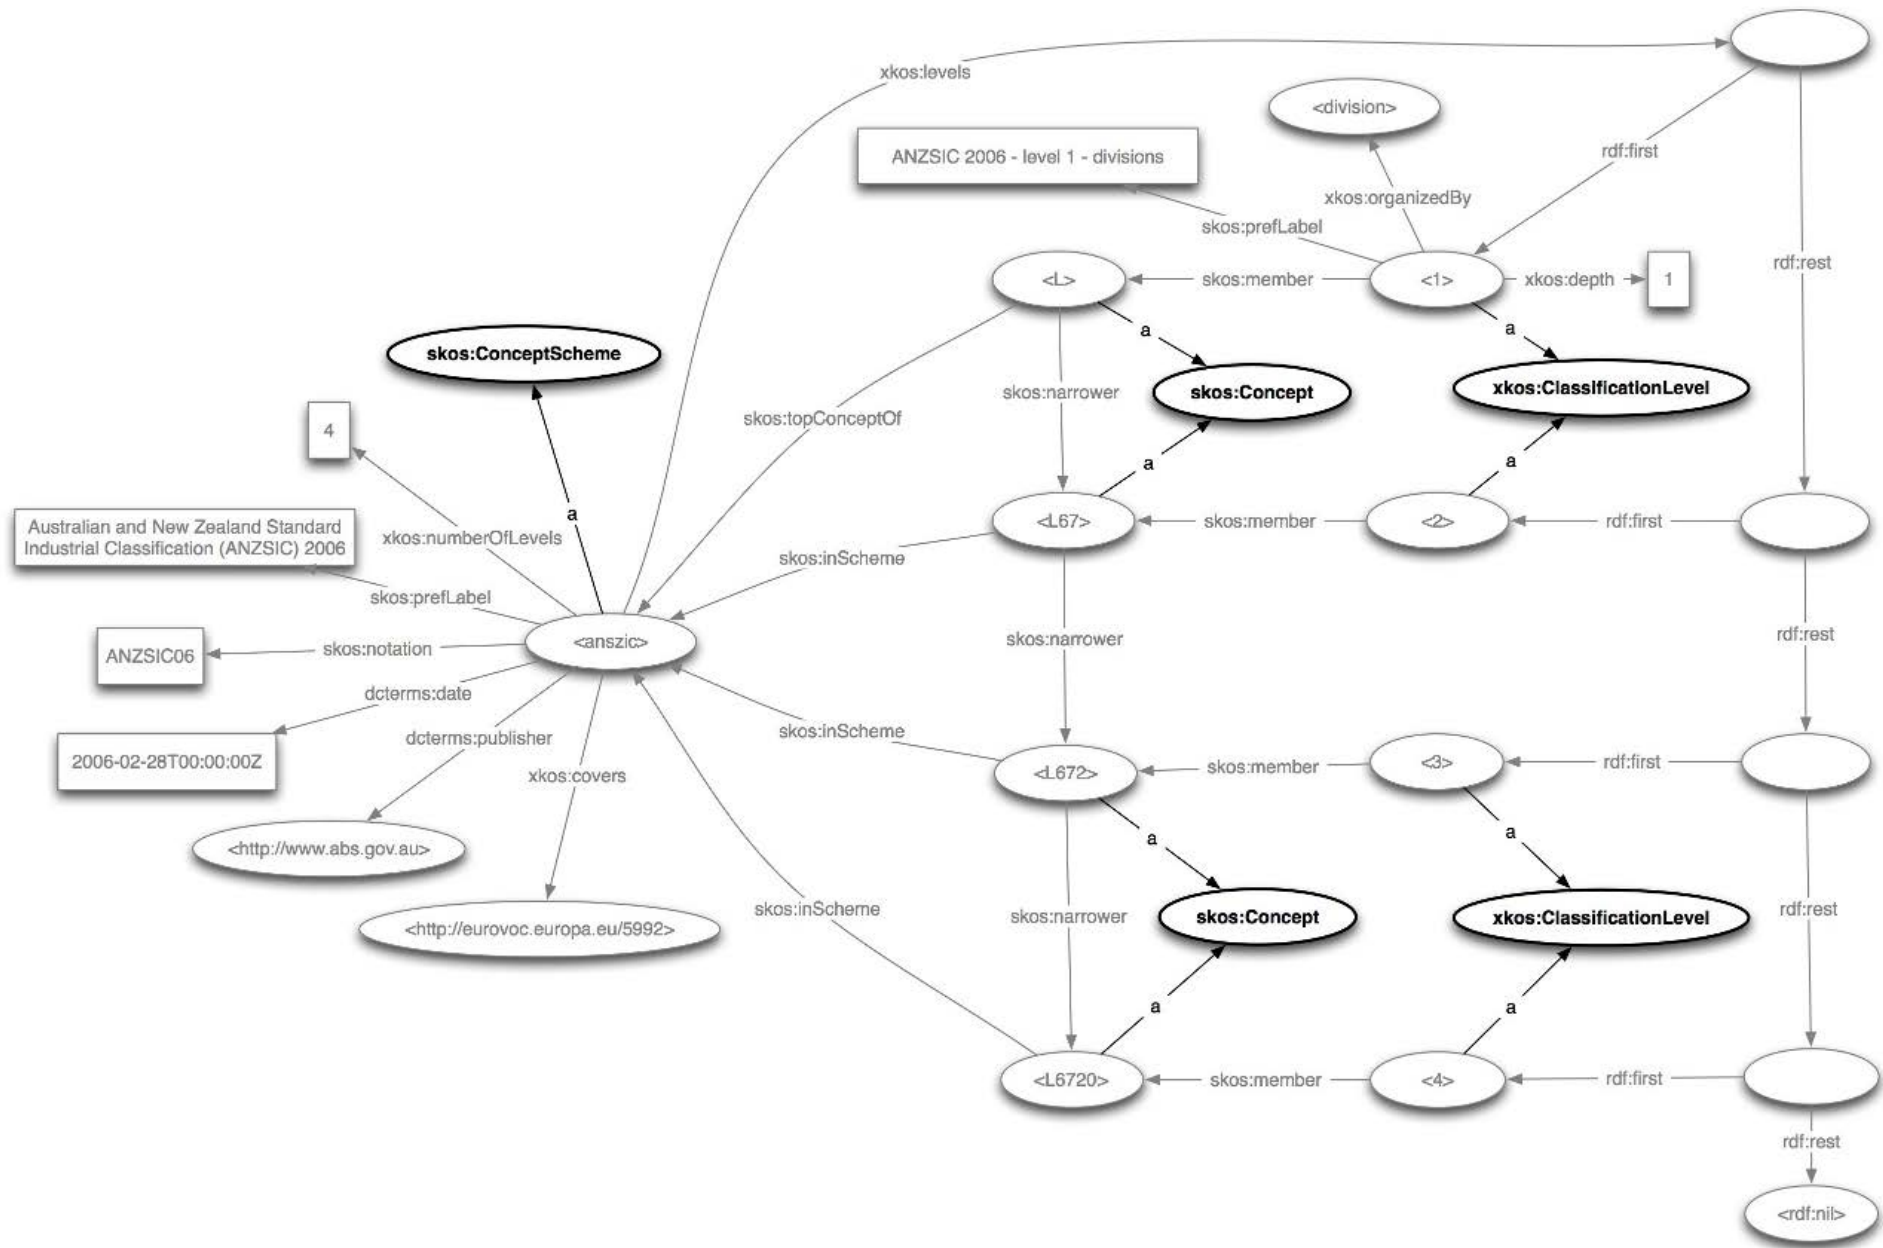 xkos:levels
<division>
ANZSIC 2006 - level 1 - divisions
rdf:first
xkos:organizedBy
skos:prefLabel
rdf:rest
<L>
skos:member
<1>
xkos:depth
1
a
a
skos:ConceptScheme
skos:narrower
skos:Concept
xkos:ClassificationLevel
skos:topConceptOf
4
a
a
a
Australian and New Zealand Standard
Industrial Classification (ANZSIC) 2006
xkos:numberOfLevels
<L67>
skos:member
<2>
rdf:first
skos:inScheme
skos:prefLabel
ANZSIC06
skos:notation
<anszic>
skos:narrower
rdf:rest
dcterms:date
2006-02-28T00:00:00Z
dcterms:publisher
skos:inScheme
xkos:covers
<L672>
skos:member
<3>
rdf:first
<http://www.abs.gov.au>
a
a
<http://eurovoc.europa.eu/5992>
skos:inScheme
skos:narrower
skos:Concept
xkos:ClassificationLevel
rdf:rest
a
a
<L6720>
skos:member
<4>
rdf:first
rdf:rest
<rdf:nil>